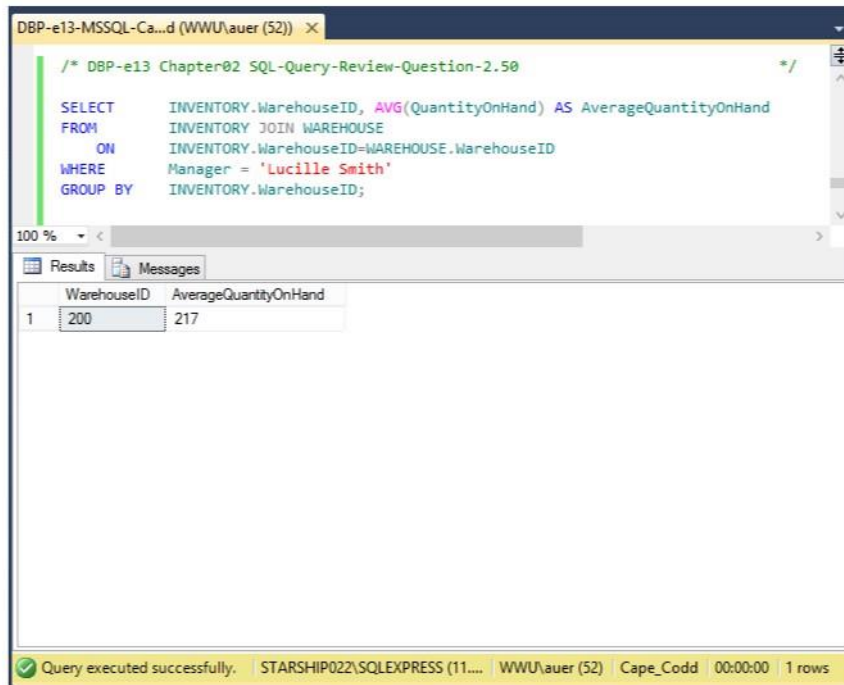 DBP-e13-MSSQL-Ca...d (WWU\auer (52)) ×
/* DBP-e13 Chapter02 SQL-Query-Review-Question-2.50 */
SELECT INVENTORY.WarehouseID, AVG(QuantityOnHand) AS AverageQuantityOnHand
FROM INVENTORY JOIN WAREHOUSE
ON INVENTORY.WarehouseID=WAREHOUSE.WarehouseID
WHERE Manager = 'Lucille Smith'
GROUP BY INVENTORY.WarehouseID;
100 %
Results Messages
WarehouseID AverageQuantityOnHand
1 200 217
Query executed successfully. STARSHIP022\SQLEXPRESS (11.... WWU\auer (52) Cape_Codd 00:00:00 1 rows